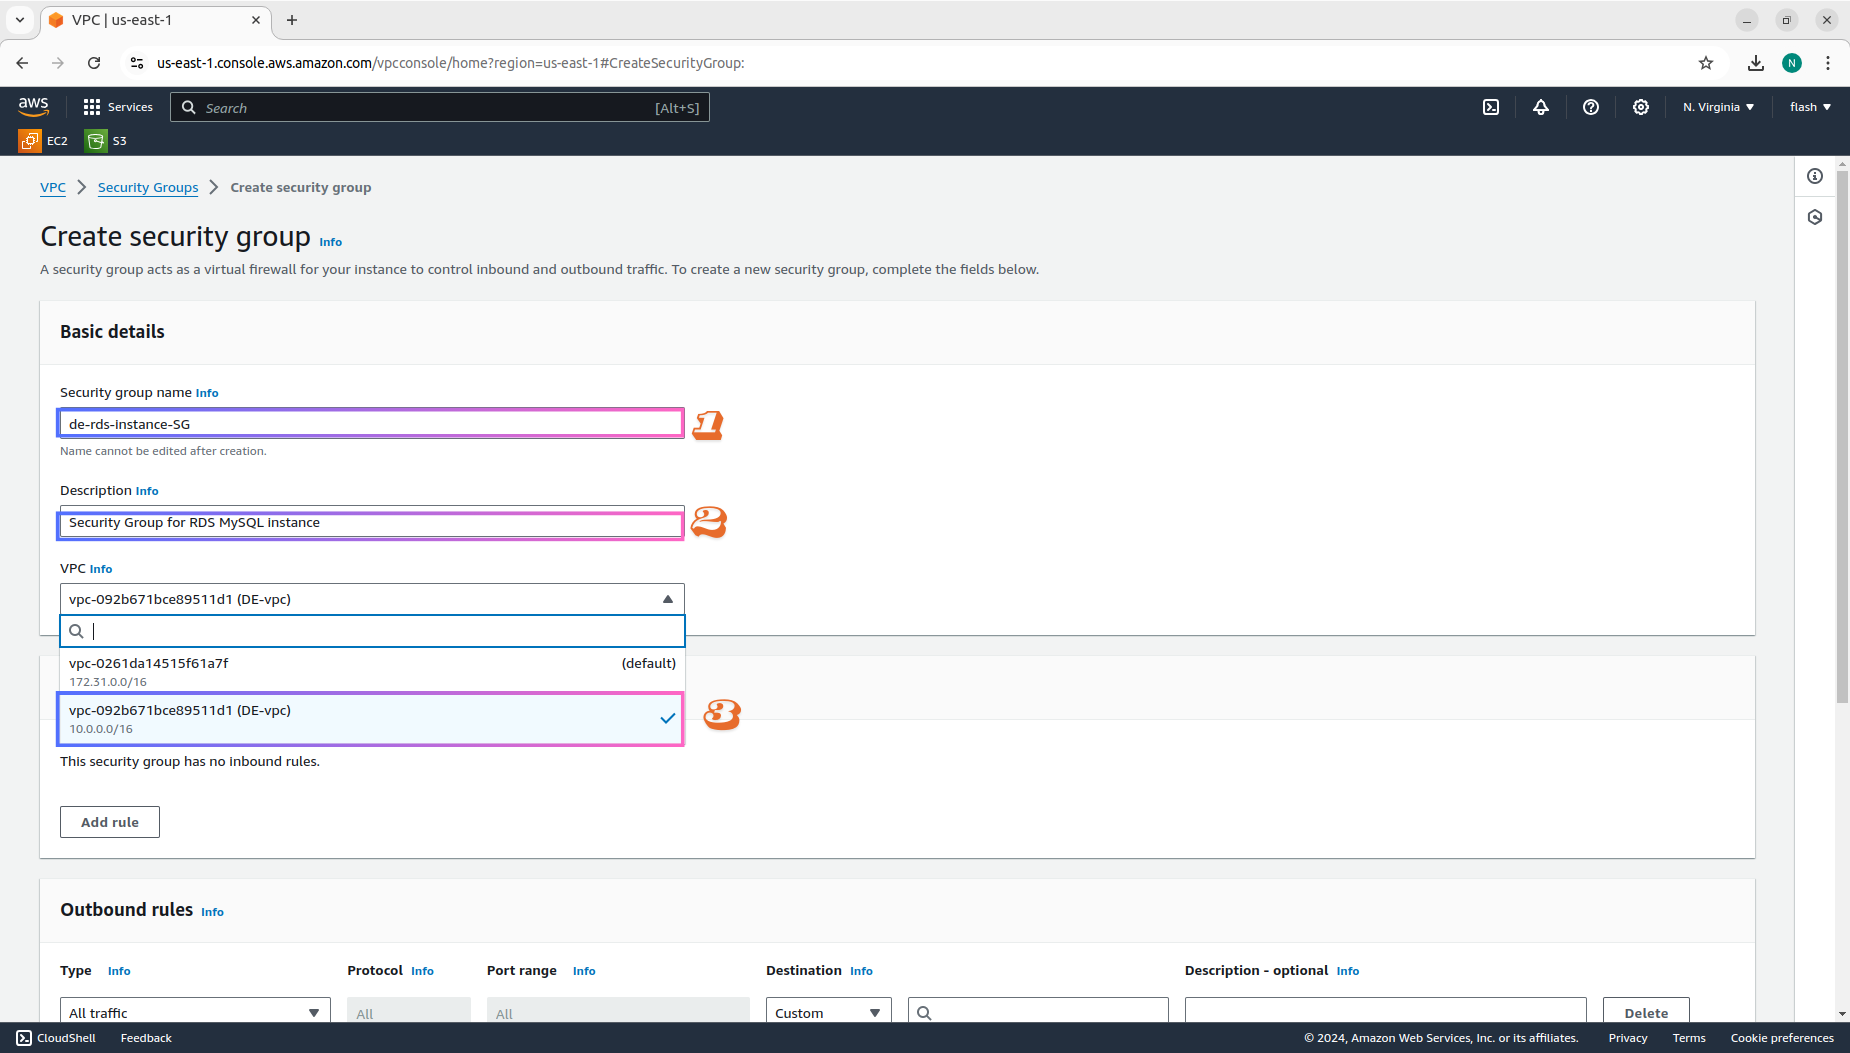 VPC | us-east-1
us-east-1.console.aws.amazon.com/vpcconsole/home?region=us-east-1#CreateSecurityGroup:
N
aws
Services
Search
[Alt+S]
N. Virginia
flash
EC2
S3
VPC
Security Groups
Create security group
Create security group Info
A security group acts as a virtual firewall for your instance to control inbound and outbound traffic. To create a new security group, complete the fields below.
Basic details
Security group name Info
de-rds-instance-SG
1
Name cannot be edited after creation.
Description Info
Security Group for RDS MySQL instance
2
VPC Info
vpc-092b671bce89511d1 (DE-vpc)
vpc-0261da14515f61a7f (default)
172.31.0.0/16
vpc-092b671bce89511d1 (DE-vpc)
10.0.0.0/16
3
This security group has no inbound rules.
Add rule
Outbound rules Info
Type Info Protocol Info Port range Info Destination Info Description - optional Info
All traffic All All Custom Delete
CloudShell Feedback © 2024, Amazon Web Services, Inc. or its affiliates. Privacy Terms Cookie preferences